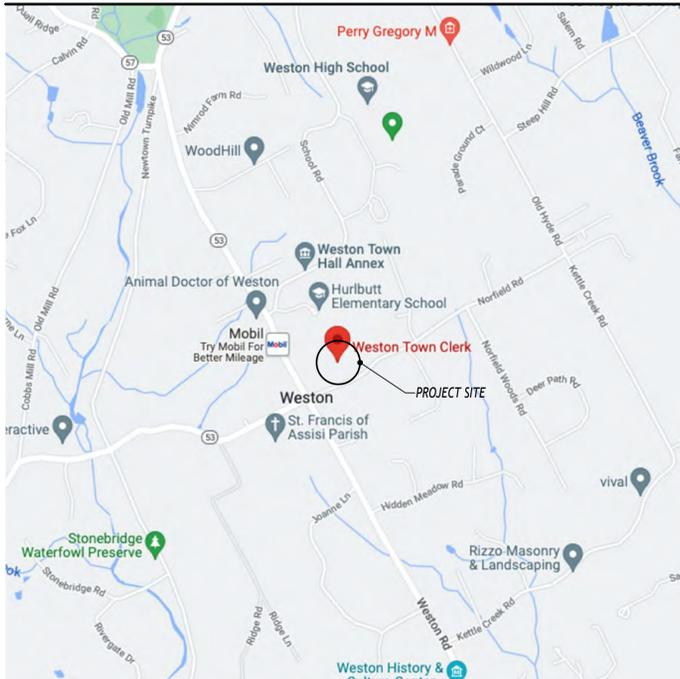 Quail Ridge
Calvin Rd
57
53
Old Mill Rd
Newtown Turnpike
Nimrod Farm Rd
Perry Gregory M
Salem Rd
Wildwood Ln
Weston High School
Steep Hill Rd
Beaver Brook
WoodHill
School Rd
Parade Ground Ct
Fox Ln
53
Old Hyde Rd
Kettle Creek Rd
Weston Town
Hall Annex
Animal Doctor of Weston
Hurlbutt
Elementary School
Norfield Rd
Old Mill Rd
Mobil
Try Mobil For
Better Mileage
Mobil
Weston Town Clerk
Norfield Woods Rd
Deer Path Rd
Cobbs Mill Rd
PROJECT SITE
Weston
St. Francis of
Assisi Parish
eractive
53
vival
Joanne Ln
Hidden Meadow Rd
Stonebridge
Waterfowl Preserve
Rizzo Masonry
& Landscaping
Stonebridge Rd
Rivergate Dr
Ridge Rd
Ridge Ln
Weston Rd
Kettle Creek Rd
Weston History &